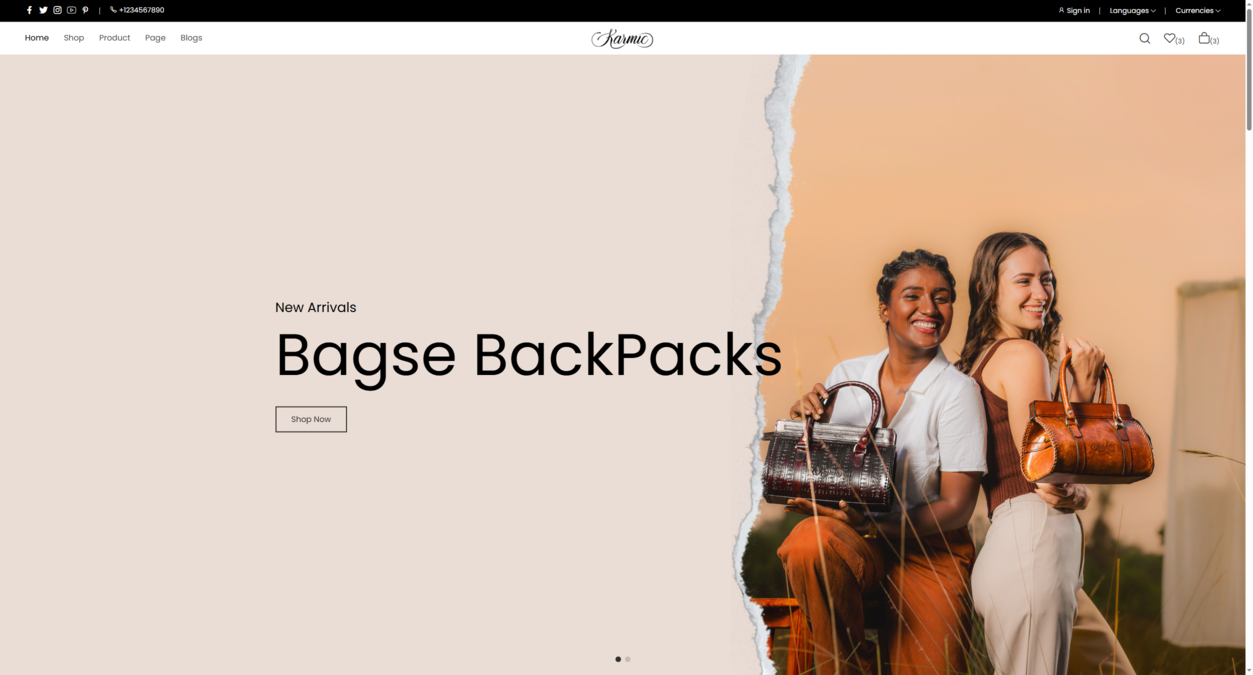 +1234567890
Sign in | Languages | Currencies
Home Shop Product Page Blogs
Karmic
(3) (3)
New Arrivals
Bagse BackPacks
Shop Now